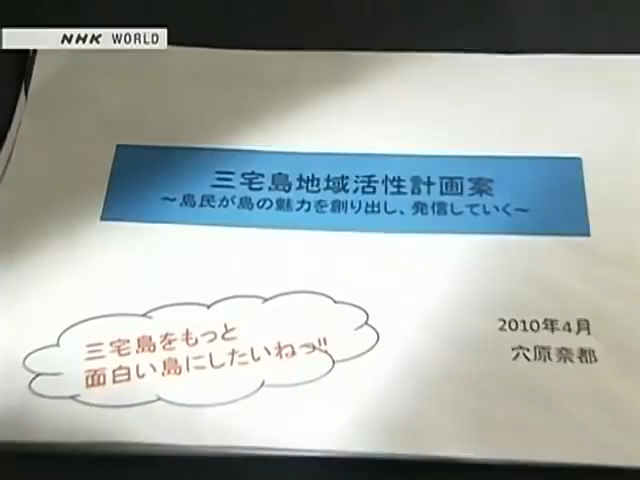 NHK WORLD
三宅島地域活性計画案
～島民が島の魅力を創り出し、発信していく～
三宅島をもっと
面白い島にしたいねっ!!
2010年4月
穴原奈都